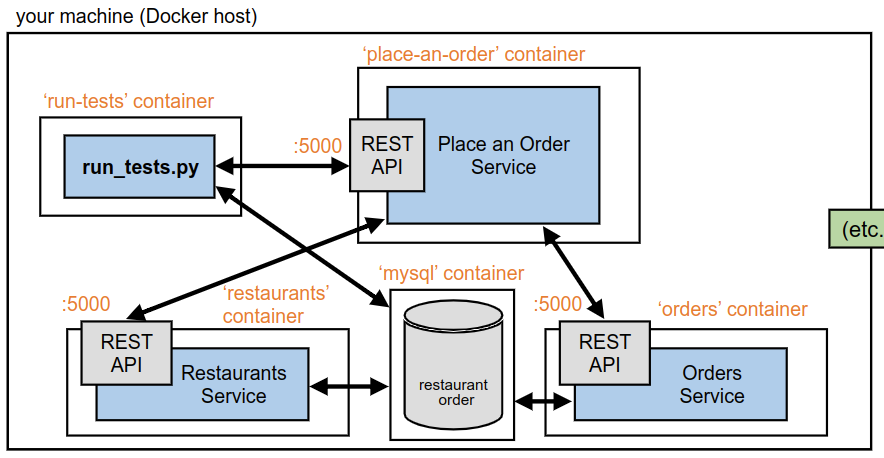 your machine (Docker host)
‘place-an-order’ container
‘run-tests’ container
:5000
REST
API
Place an Order
Service
run_tests.py
(etc.
‘mysql’ container
:5000
‘restaurants’
container
:5000
‘orders’ container
REST
API
Restaurants
Service
restaurant
order
REST
API
Orders
Service